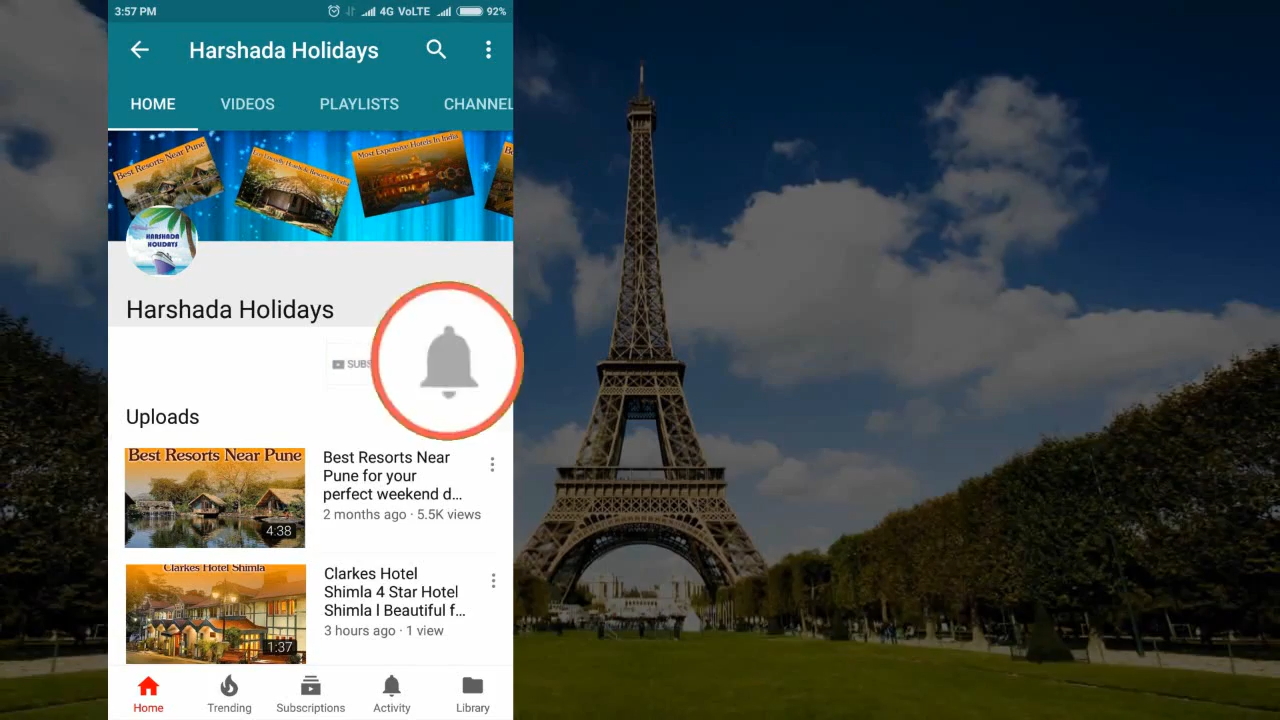 3:57 PM 4G VoLTE 92%
Harshada Holidays
HOME VIDEOS PLAYLISTS CHANNEL
Best Resorts Near Pune
Most Expensive Hotels In India
HARSHADA
HOLIDAYS
Harshada Holidays
SUBS
Uploads
Best Resorts Near Pune
4:38
Best Resorts Near
Pune for your
perfect weekend d...
2 months ago · 5.5K views
Clarkes Hotel Shimla
1:37
Clarkes Hotel
Shimla 4 Star Hotel
Shimla l Beautiful f...
3 hours ago · 1 view
Home Trending Subscriptions Activity Library